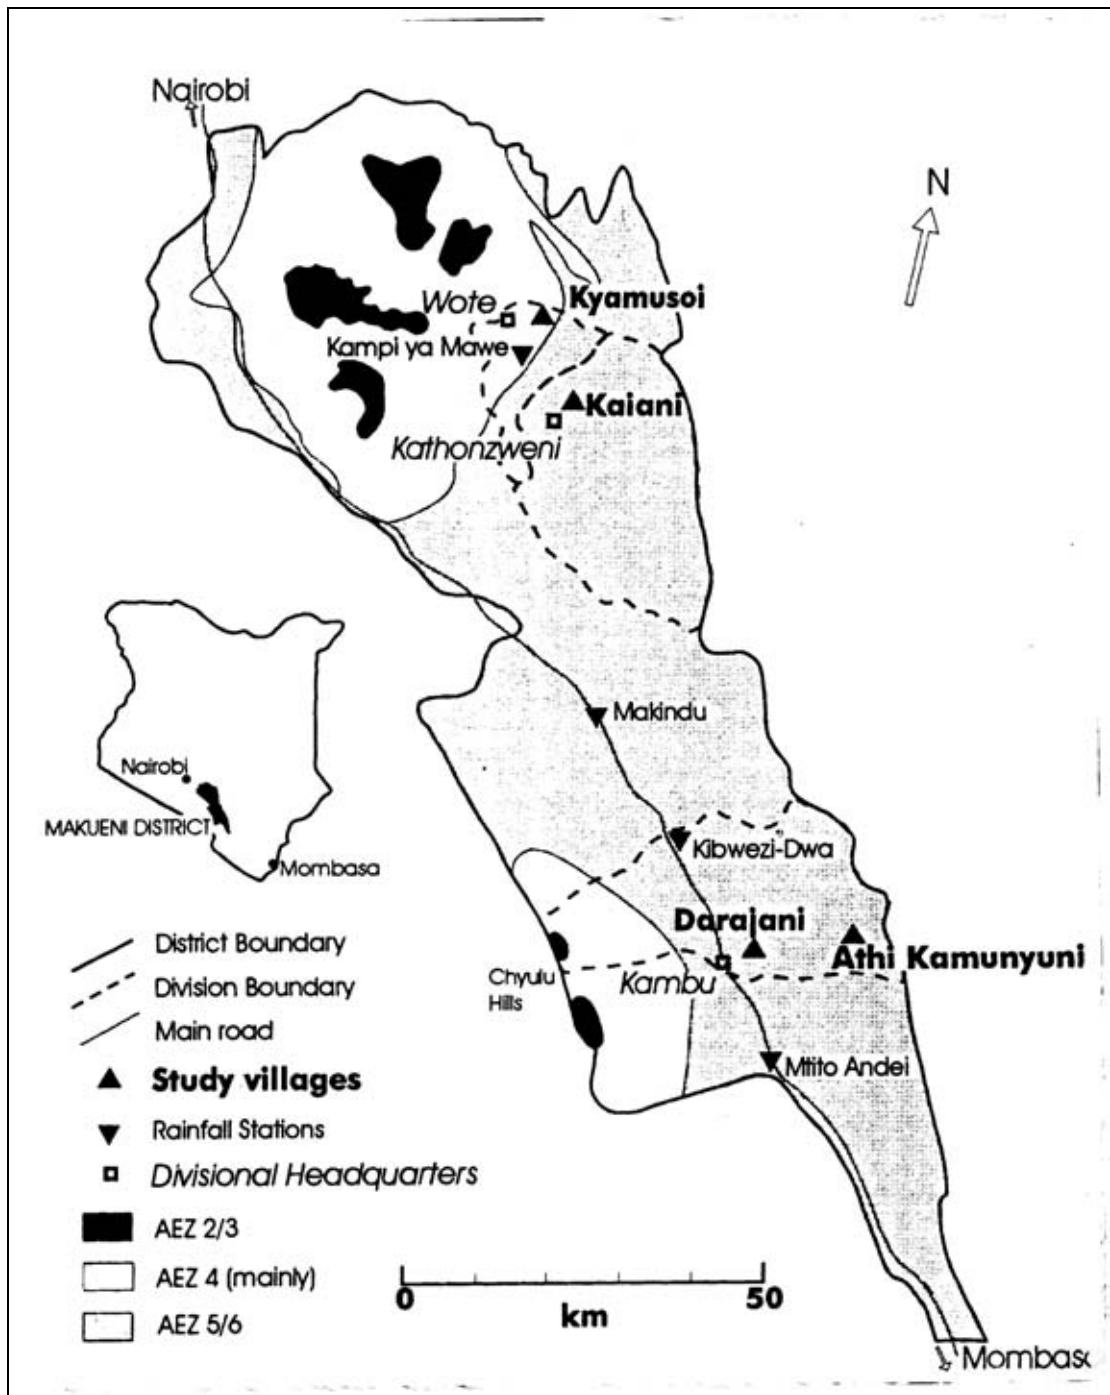 Nairobi
N
Wote
Kyamusoi
Kampi ya Mawe
Kaiani
Kathonzweni
Makindu
Nairobi
MAKUENI DISTRICT
Mombasa
Kibwezi-Dwa
Darajani
Athi Kamunyuni
Chyulu
Hills
Kambu
Mtito Andei
District Boundary
Division Boundary
Main road
Study villages
Rainfall Stations
Divisional Headquarters
AEZ 2/3
AEZ 4 (mainly)
AEZ 5/6
0
50
km
Mombasa